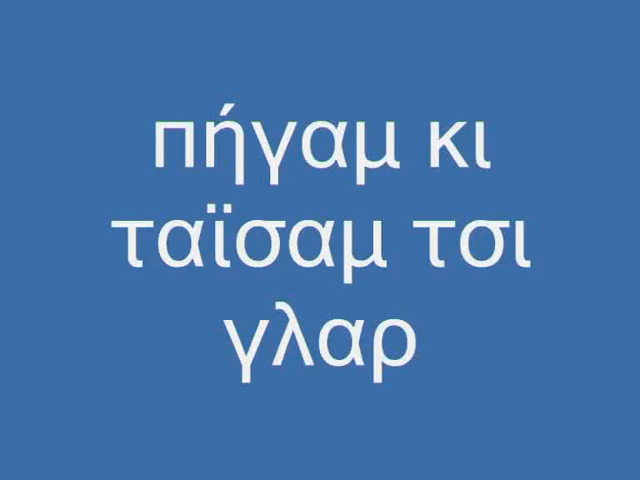 πήγαμ κι
ταϊσαμ τσι
γλαρ